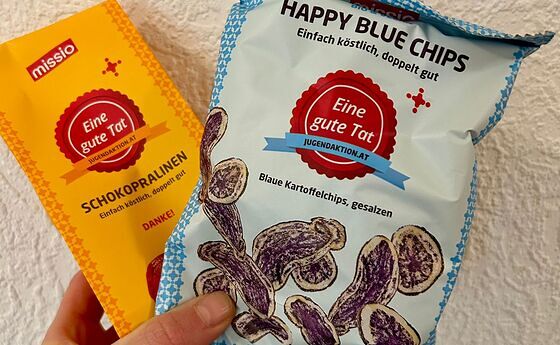 missio
Eine
gute Tat
JUGENDAKTION.AT
SCHOKOPRALINEN
Einfach köstlich, doppelt gut
DANKE!
missio
HAPPY BLUE CHIPS
Einfach köstlich, doppelt gut
Eine
gute Tat
JUGENDAKTION.AT
Blaue Kartoffelchips, gesalzen